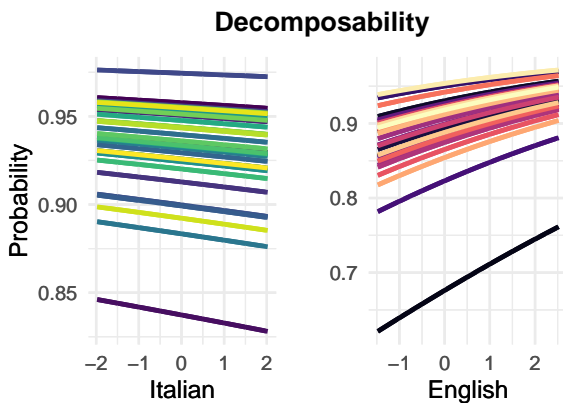 Decomposability
Probability
0.95
0.90
0.85
−2 −1 0 1 2
Italian
0.9
0.8
0.7
−1 0 1 2
English